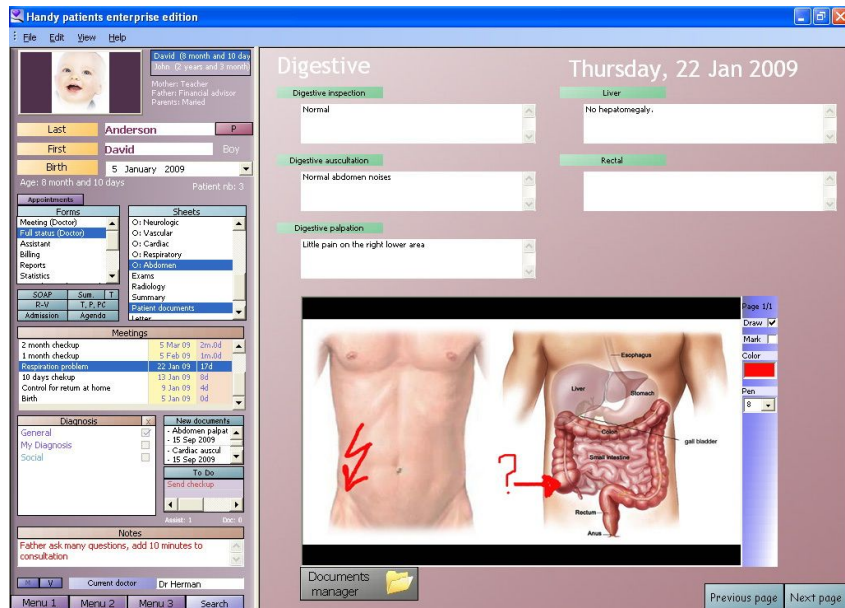 Handy patients enterprise edition
File Edit View Help
David (8 month and 10 day
John (2 years and 3 month)
Mother: Teacher
Father: Financial advisor
Parents: Maried
Last Anderson P
First David Boy
Birth 5 January 2009
Age: 8 month and 10 days
Patient nb: 3
Appointments
Forms
Meeting (Doctor)
Full status (Doctor)
Assistant
Billing
Reports
Statistics
Sheets
O: Neurologic
O: Vascular
O: Cardiac
O: Respiratory
O: Abdomen
Exams
Radiology
Summary
Patient documents
Letter
SOAP Sum. T
R-V T, P, PC
Admission Agenda
Meetings
2 month checkup 5 Mar 09 2m.0d
1 month checkup 5 Feb 09 1m.0d
Respiration problem 22 Jan 09 17d
10 days chekup 13 Jan 09 8d
Control for return at home 9 Jan 09 4d
Birth 5 Jan 09 0d
Diagnosis x
General
My Diagnosis
Social
New documents
- Abdomen palpat
- 15 Sep 2009
- Cardiac auscul
- 15 Sep 2009
To Do
Send checkup
Assist: 1 Doc: 0
Notes
Father ask many questions, add 10 minutes to
consultation
M V Current doctor Dr Herman
Menu 1 Menu 2 Menu 3 Search
Digestive
Thursday, 22 Jan 2009
Digestive inspection
Normal
Liver
No hepatomegaly.
Digestive auscultation
Normal abdomen noises
Rectal
Digestive palpation
Little pain on the right lower area
Esophagus
Liver
Stomach
Colon
gall bladder
Small Intestine
?
Rectum
Anus
Page 1/1
Draw
Mark
Color
Pen
8
Documents
manager
Previous page Next page